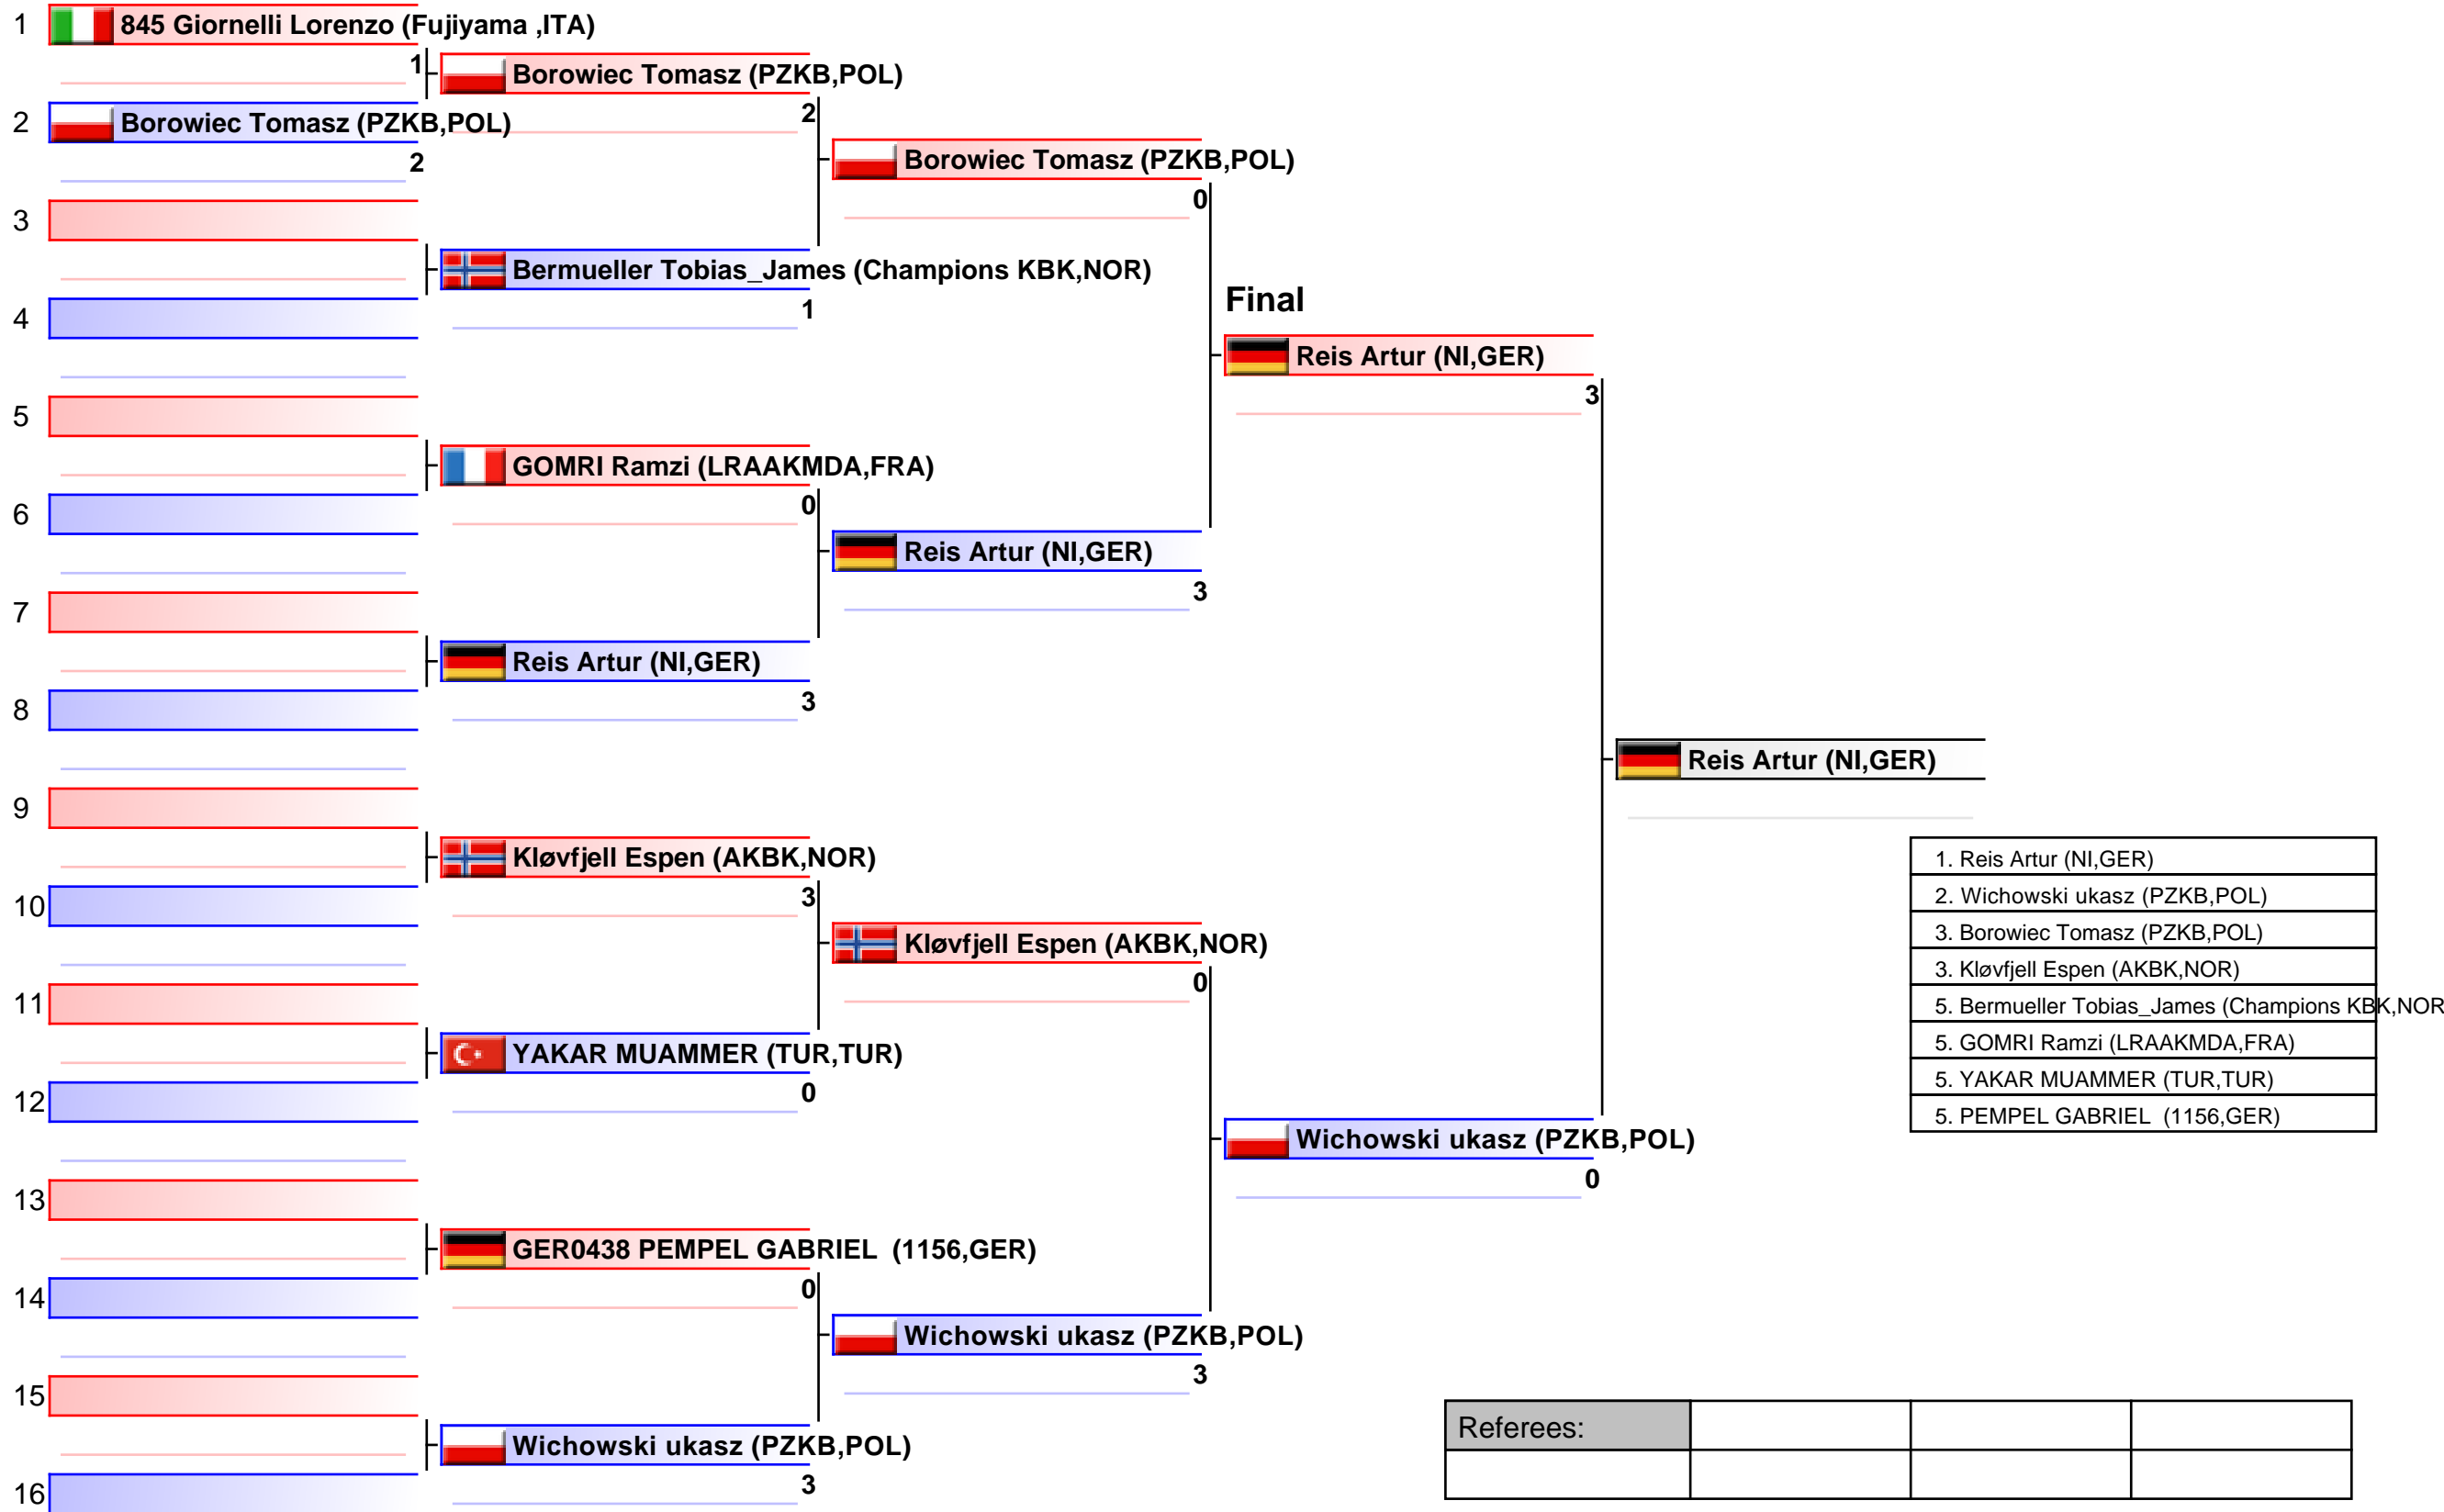 1
845 Giornelli Lorenzo (Fujiyama ,ITA)
1
2
Borowiec Tomasz (PZKB,POL)
2
3
4
5
6
7
8
9
10
11
12
13
14
15
16
Borowiec Tomasz (PZKB,POL)
2
Bermueller Tobias_James (Champions KBK,NOR)
1
GOMRI Ramzi (LRAAKMDA,FRA)
0
Reis Artur (NI,GER)
3
Kløvfjell Espen (AKBK,NOR)
3
YAKAR MUAMMER (TUR,TUR)
0
GER0438 PEMPEL GABRIEL  (1156,GER)
0
Wichowski ukasz (PZKB,POL)
3
Borowiec Tomasz (PZKB,POL)
0
Reis Artur (NI,GER)
3
Kløvfjell Espen (AKBK,NOR)
0
Wichowski ukasz (PZKB,POL)
3
Final
Reis Artur (NI,GER)
3
Wichowski ukasz (PZKB,POL)
0
Reis Artur (NI,GER)
1. Reis Artur (NI,GER)
2. Wichowski ukasz (PZKB,POL)
3. Borowiec Tomasz (PZKB,POL)
3. Kløvfjell Espen (AKBK,NOR)
5. Bermueller Tobias_James (Champions KBK,NOR
5. GOMRI Ramzi (LRAAKMDA,FRA)
5. YAKAR MUAMMER (TUR,TUR)
5. PEMPEL GABRIEL  (1156,GER)
Referees: